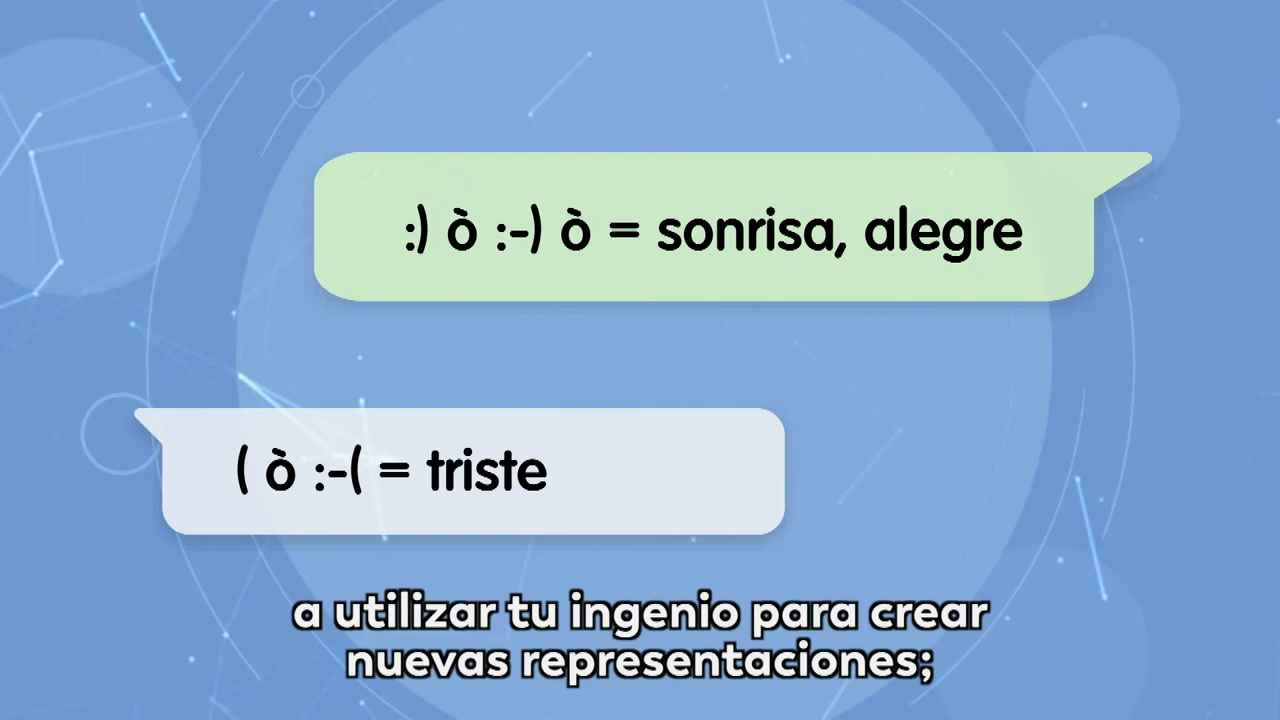 :) ò :-) ò = sonrisa, alegre
( ò :-( = triste
a utilizar tu ingenio para crear
nuevas representaciones;